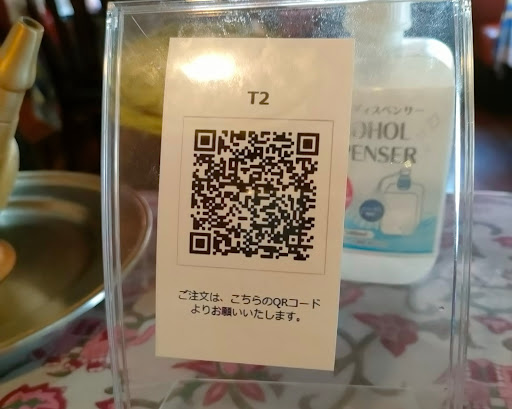 T2
ご注文は、こちらのQRコード
よりお願いいたします。
ディスペンサー
OHOL
PENSER